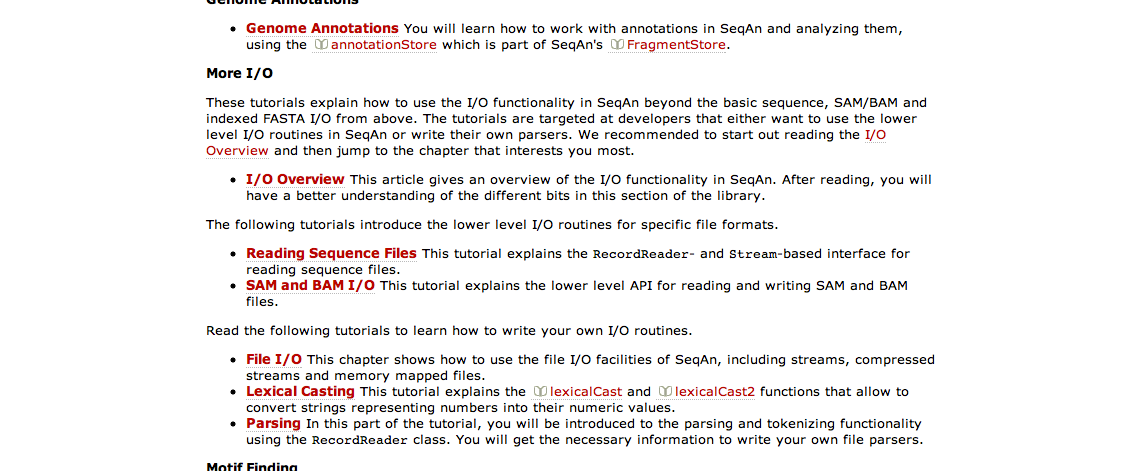 Genome Annotations
Genome Annotations You will learn how to work with annotations in SeqAn and analyzing them,
using the annotationStore which is part of SeqAn's FragmentStore.
More I/O
These tutorials explain how to use the I/O functionality in SeqAn beyond the basic sequence, SAM/BAM and
indexed FASTA I/O from above. The tutorials are targeted at developers that either want to use the lower
level I/O routines in SeqAn or write their own parsers. We recommended to start out reading the I/O
Overview and then jump to the chapter that interests you most.
I/O Overview This article gives an overview of the I/O functionality in SeqAn. After reading, you will
have a better understanding of the different bits in this section of the library.
The following tutorials introduce the lower level I/O routines for specific file formats.
Reading Sequence Files This tutorial explains the RecordReader- and Stream-based interface for
reading sequence files.
SAM and BAM I/O This tutorial explains the lower level API for reading and writing SAM and BAM
files.
Read the following tutorials to learn how to write your own I/O routines.
File I/O This chapter shows how to use the file I/O facilities of SeqAn, including streams, compressed
streams and memory mapped files.
Lexical Casting This tutorial explains the lexicalCast and lexicalCast2 functions that allow to
convert strings representing numbers into their numeric values.
Parsing In this part of the tutorial, you will be introduced to the parsing and tokenizing functionality
using the RecordReader class. You will get the necessary information to write your own file parsers.
Motif Finding